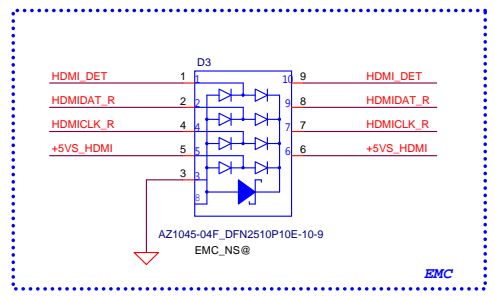 D3
HDMI_DET 1 1 10 9 HDMI_DET
HDMIDAT_R 2 2 9 8 HDMIDAT_R
HDMICLK_R 4 4 7 7 HDMICLK_R
+5VS_HDMI 5 5 6 6 +5VS_HDMI
3 3
8
AZ1045-04F_DFN2510P10E-10-9
EMC_NS@
EMC